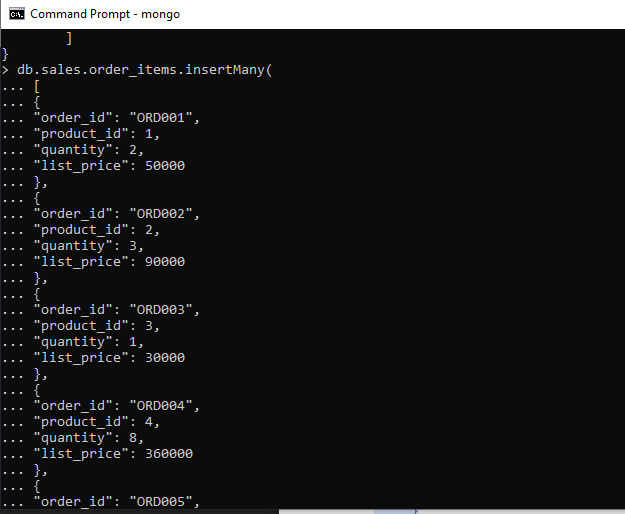 Command Prompt - mongo
]
}
> db.sales.order_items.insertMany(
... [
... {
... "order_id": "ORD001",
... "product_id": 1,
... "quantity": 2,
... "list_price": 50000
... },
... {
... "order_id": "ORD002",
... "product_id": 2,
... "quantity": 3,
... "list_price": 90000
... },
... {
... "order_id": "ORD003",
... "product_id": 3,
... "quantity": 1,
... "list_price": 30000
... },
... {
... "order_id": "ORD004",
... "product_id": 4,
... "quantity": 8,
... "list_price": 360000
... },
... {
... "order_id": "ORD005",